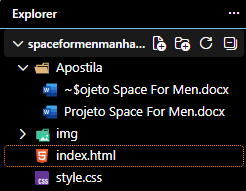 Explorer
spaceformenmanha...
Apostila
~$ojeto Space For Men.docx
Projeto Space For Men.docx
img
index.html
style.css